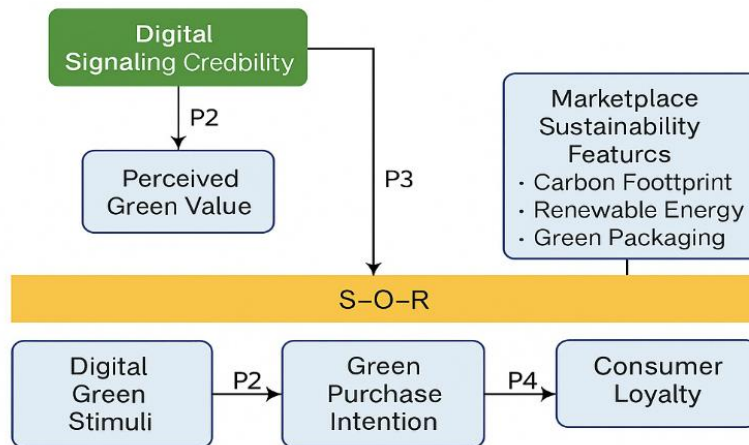 Digital
Signaling Credbility
P2
Perceived
Green Value
P3
Marketplace
Sustainability
Featurcs
· Carbon Foottprint
· Renewable Energy
· Green Packaging
S–O–R
Digital
Green
Stimuli
P2
Green
Purchase
Intention
P4
Consumer
Loyalty